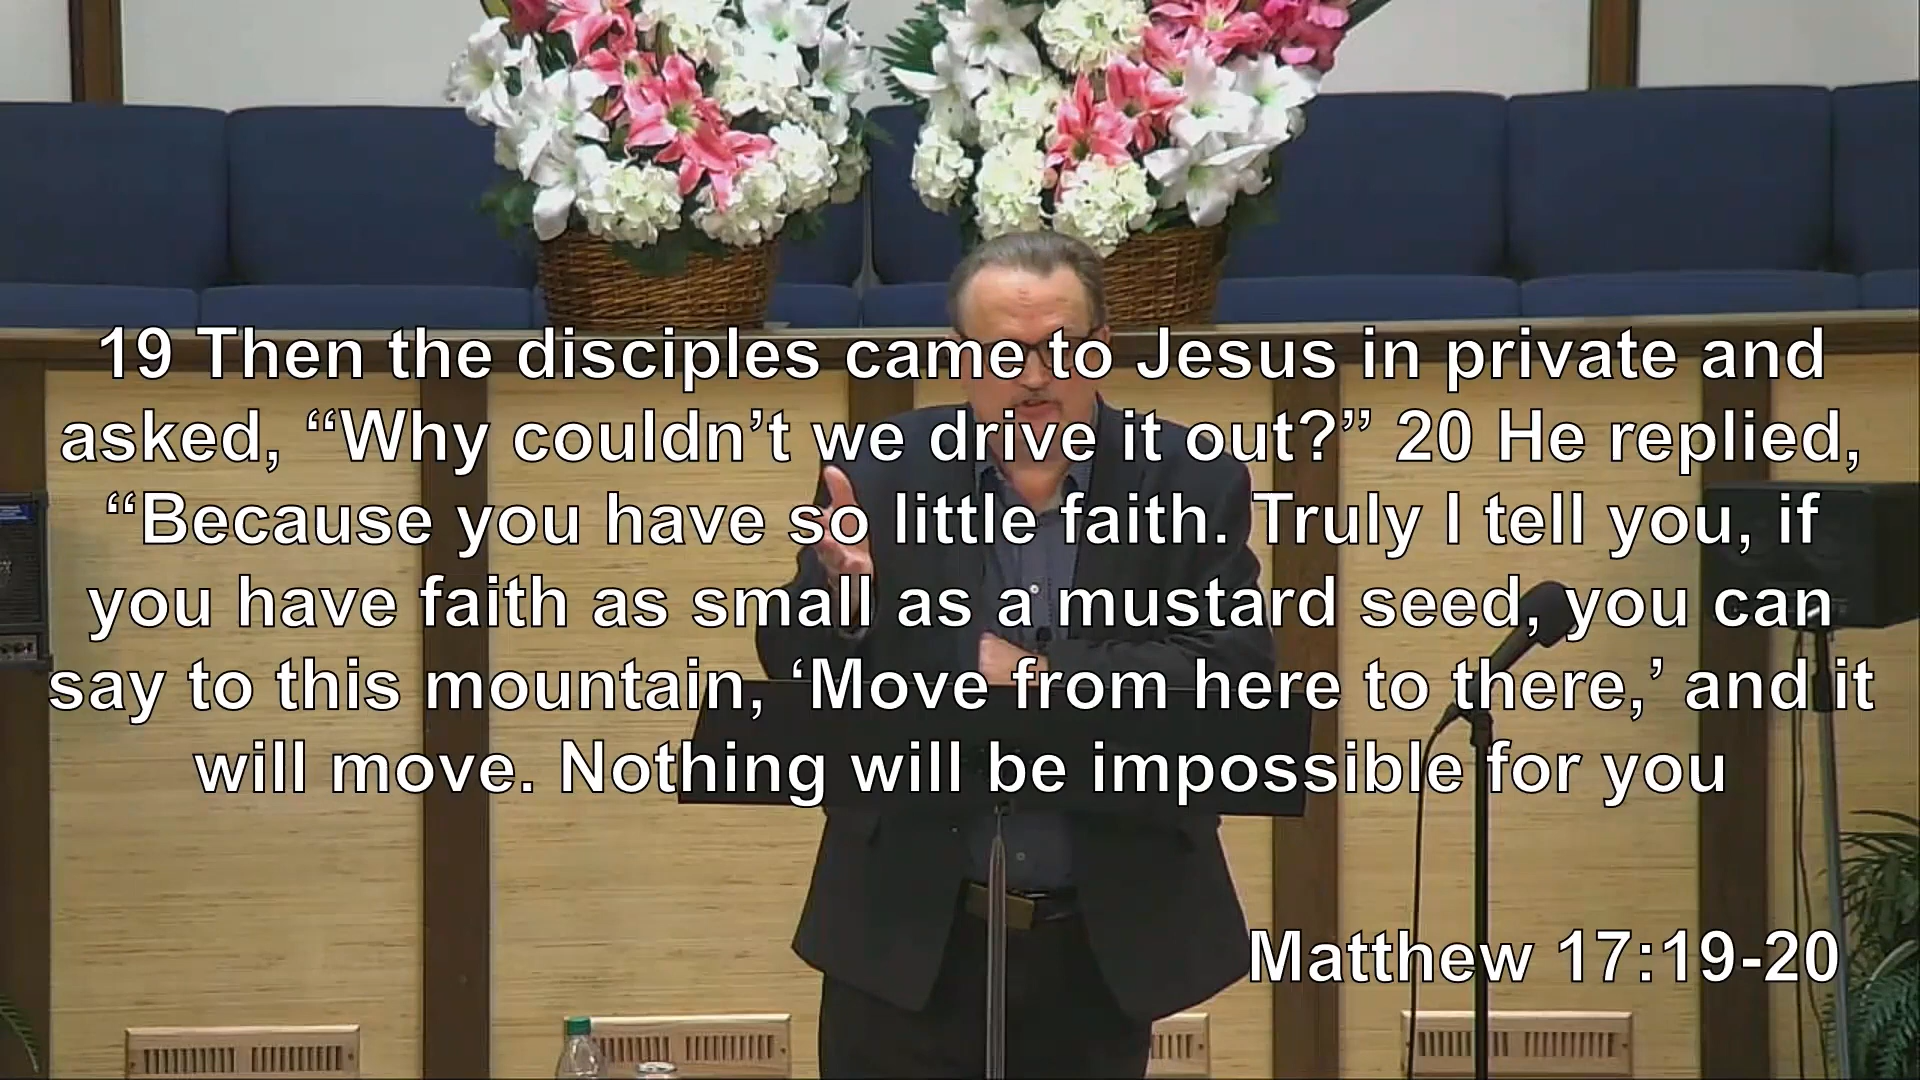 19 Then the disciples came to Jesus in private and
asked, “Why couldn’t we drive it out?” 20 He replied,
“Because you have so little faith. Truly I tell you, if
you have faith as small as a mustard seed, you can
say to this mountain, ‘Move from here to there,’ and it
will move. Nothing will be impossible for you
Matthew 17:19-20